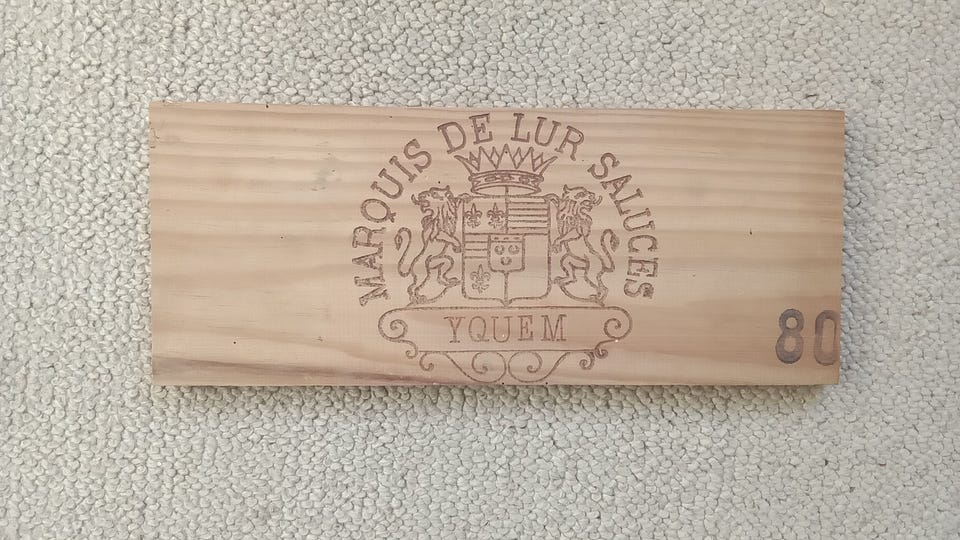 MARQUIS DE LUR SALUCES
YQUEM
80